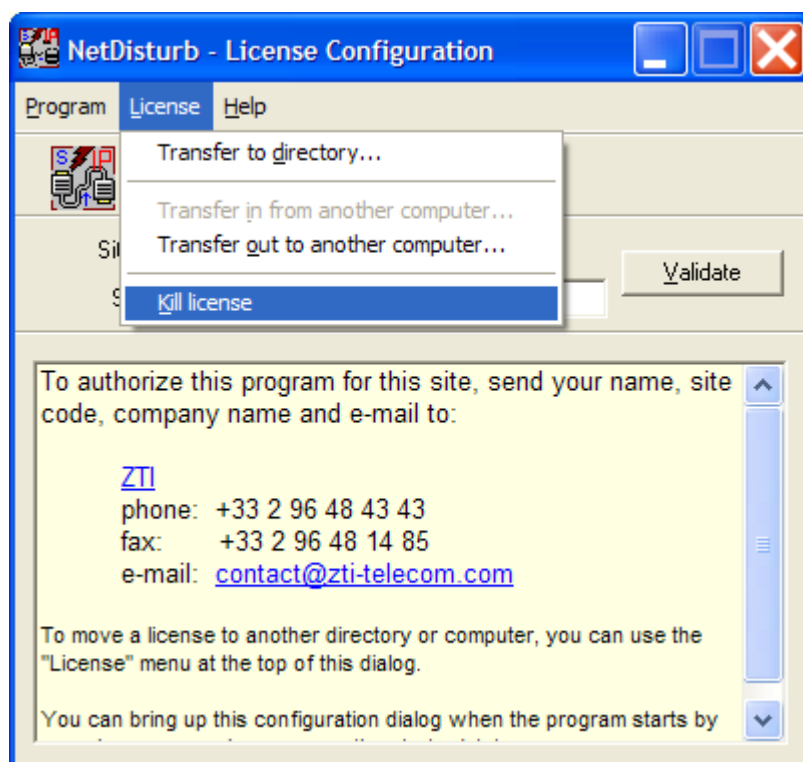 NetDisturb - License Configuration
Program License Help
Transfer to directory...
Transfer in from another computer...
Transfer out to another computer...
Kill license
Validate
To authorize this program for this site, send your name, site
code, company name and e-mail to:
ZTI
phone: +33 2 96 48 43 43
fax: +33 2 96 48 14 85
e-mail: contact@zti-telecom.com
To move a license to another directory or computer, you can use the
"License" menu at the top of this dialog.
You can bring up this configuration dialog when the program starts by